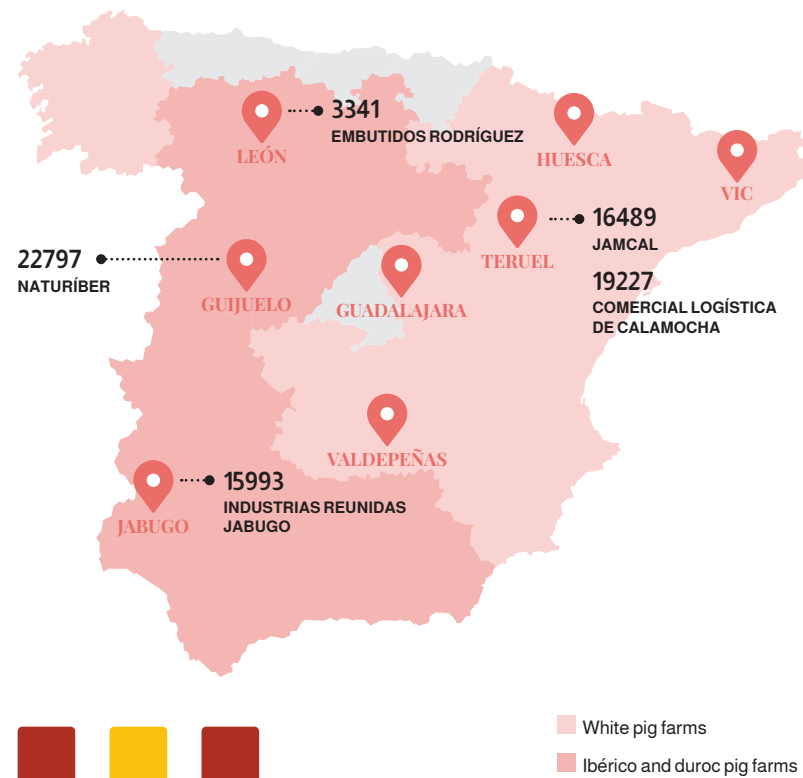 3341
EMBUTIDOS RODRÍGUEZ
LEÓN
HUESCA
VIC
16489
JAMCAL
TERUEL
22797
NATURÍBER
GUIJUELO
GUADALAJARA
19227
COMERCIAL LOGÍSTICA
DE CALAMOCHA
VALDEPEÑAS
15993
INDUSTRIAS REUNIDAS
JABUGO
JABUGO
White pig farms
Ibérico and duroc pig farms